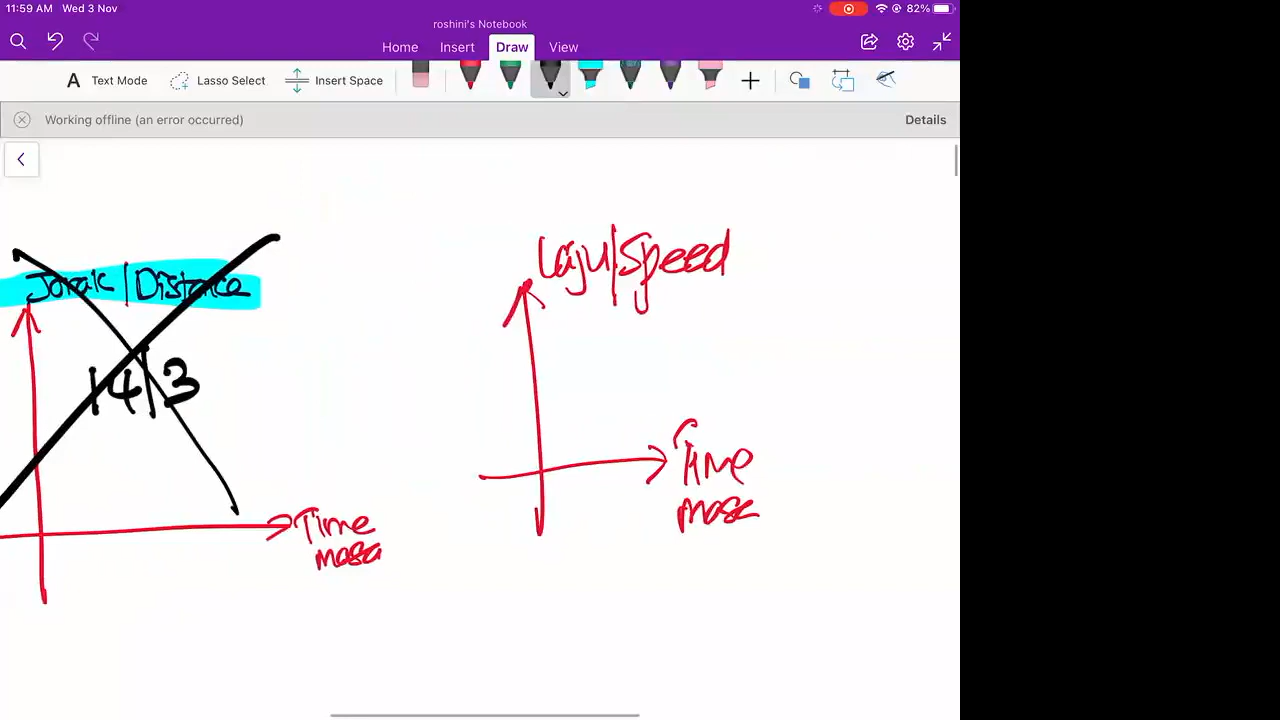 11:59 AM Wed 3 Nov
82%
roshini's Notebook
Home Insert Draw View
A Text Mode Lasso Select Insert Space
Working offline (an error occurred) Details
Jarak | Distance
Laju | Speed
14 | 3
Time
masa
Time
masa